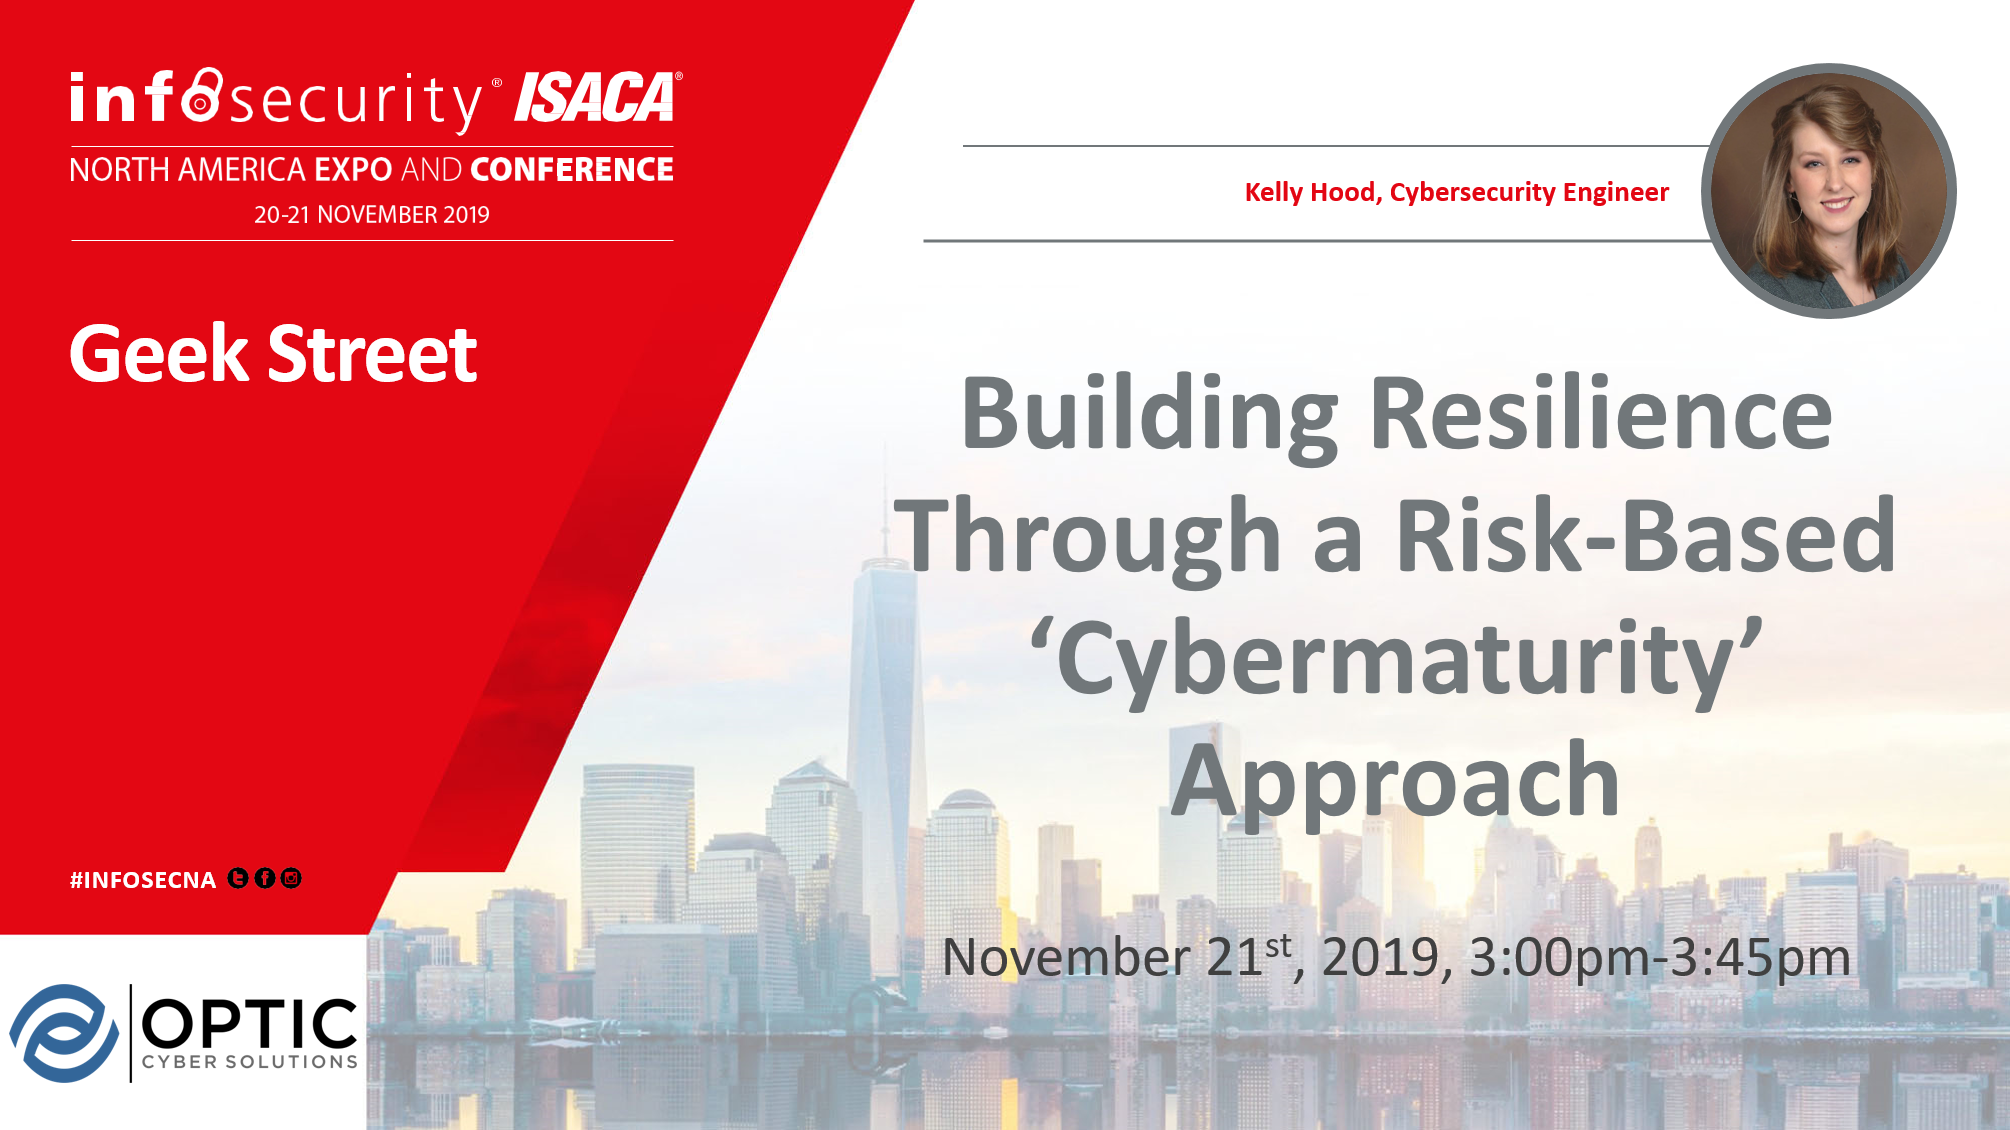 infosecurity® ISACA®
NORTH AMERICA EXPO AND CONFERENCE
20-21 NOVEMBER 2019
Geek Street
#INFOSECNA
OPTIC
CYBER SOLUTIONS
Kelly Hood, Cybersecurity Engineer
Building Resilience
Through a Risk-Based
‘Cybermaturity’
Approach
November 21st, 2019, 3:00pm-3:45pm